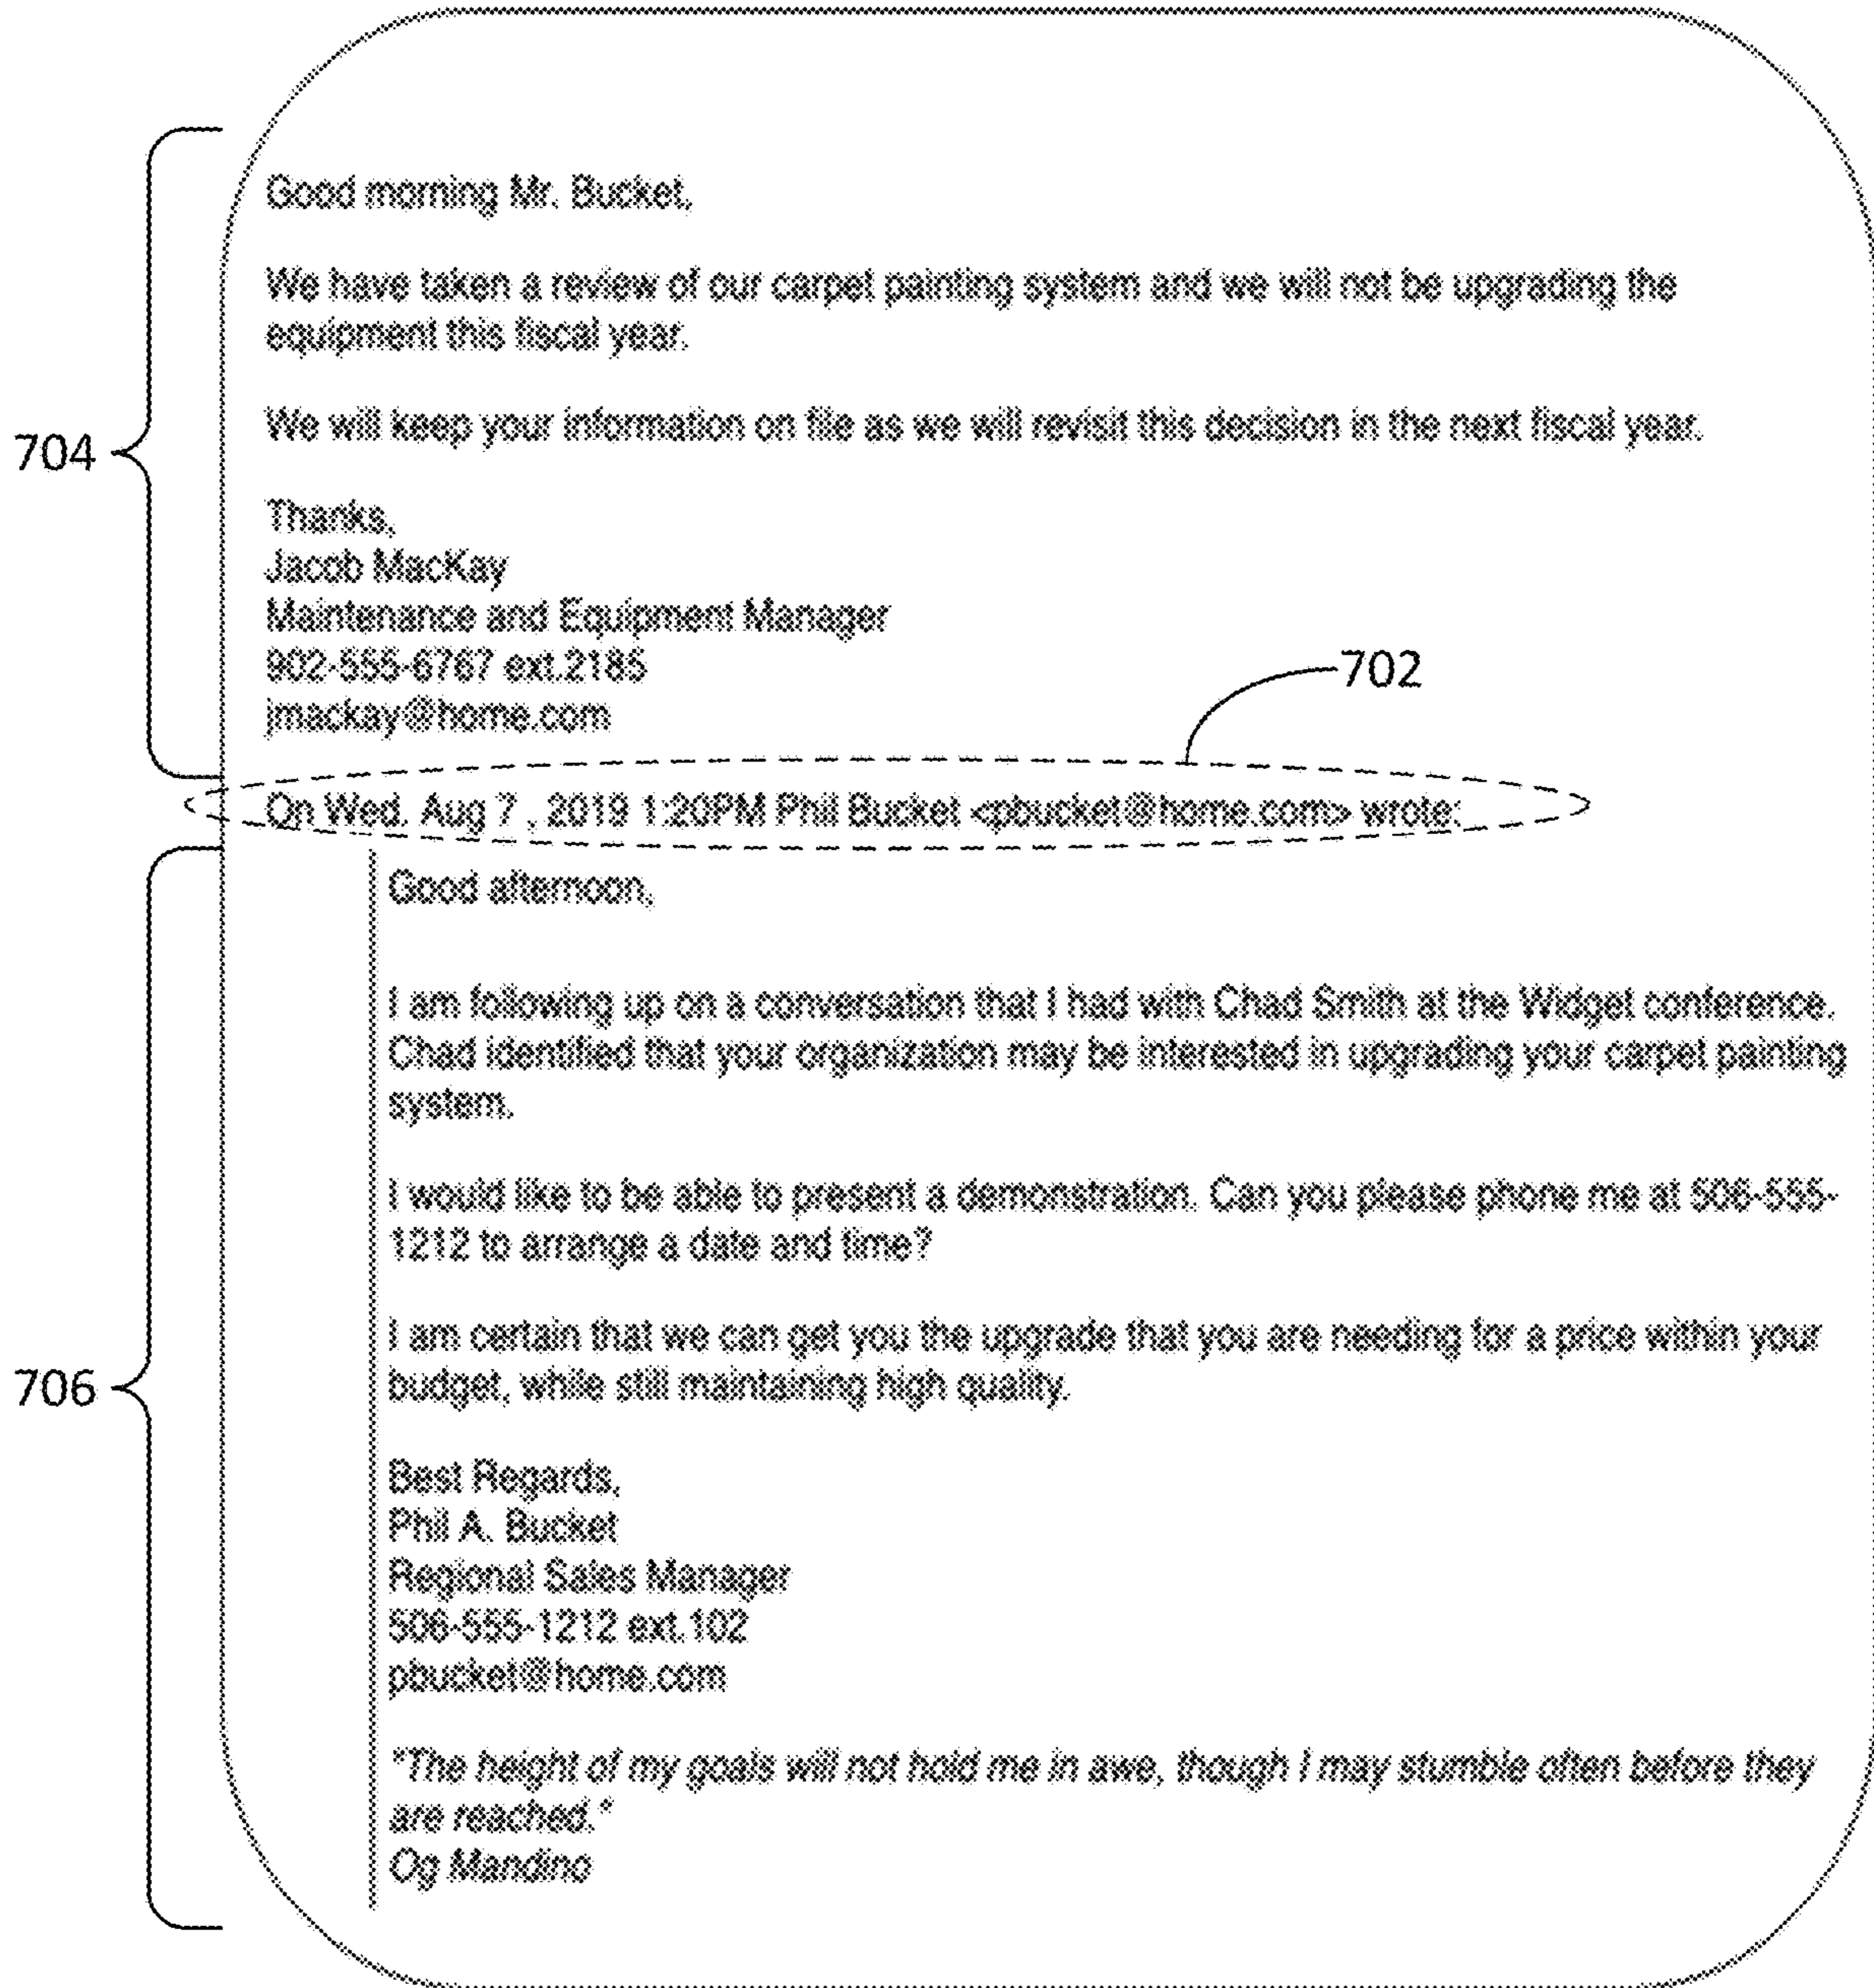 Good morning Mr. Bucket,
We have taken a review of our carpet painting system and we will not be upgrading the
equipment this fiscal year.
We will keep your information on file as we will revisit this decision in the next fiscal year.
704
Thanks,
Jacob MacKay
Maintenance and Equipment Manager
902-555-6767 ext.2185
702
jmackay@home.com
On Wed. Aug 7 , 2019 1:20PM Phil Bucket <pbucket@home.com> wrote:
Good afternoon,
I am following up on a conversation that I had with Chad Smith at the Widget conference.
Chad identified that your organization may be interested in upgrading your carpet painting
system.
I would like to be able to present a demonstration. Can you please phone me at 506-555-
1212 to arrange a date and time?
I am certain that we can get you the upgrade that you are needing for a price within your
budget, while still maintaining high quality.
706
Best Regards,
Phil A. Bucket
Regional Sales Manager
506-555-1212 ext.102
pbucket@home.com
"The height of my goals will not hold me in awe, though I may stumble often before they
are reached."
Og Mandino